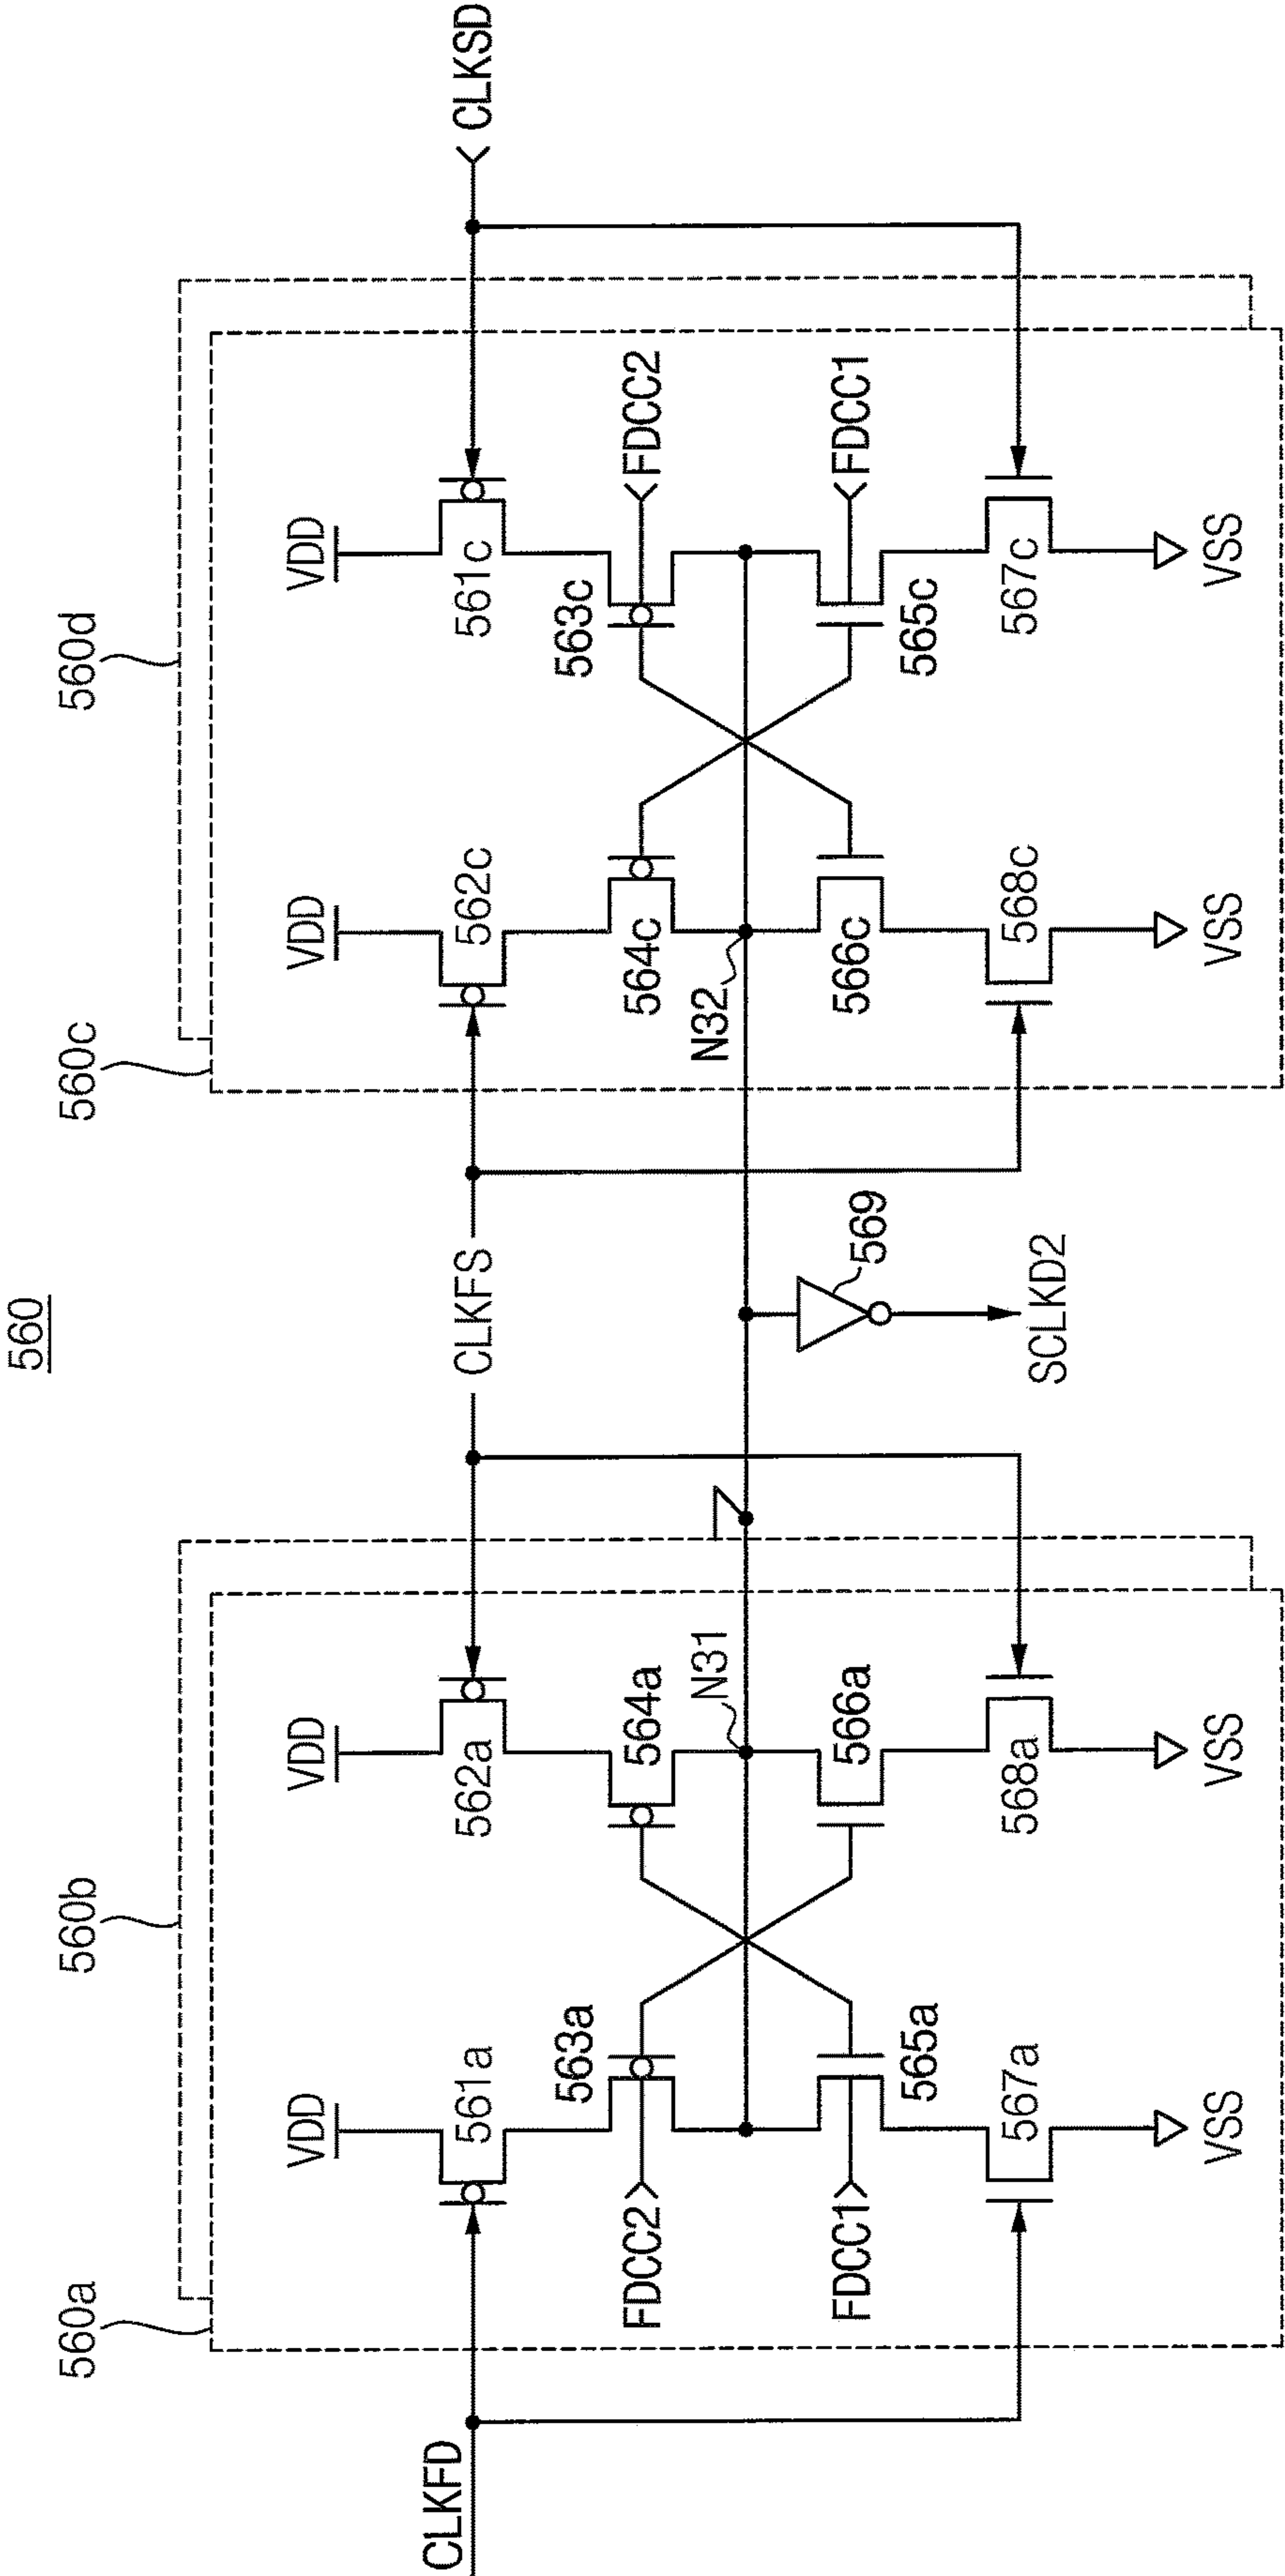 560
560a
560b
560c
560d
VDD
VDD
VDD
VDD
CLKFD
561a
562a
CLKFS
562c
561c
CLKSD
FDCC2
563a
564a
564c
563c
FDCC2
N31
N32
FDCC1
565a
566a
569
566c
565c
FDCC1
567a
568a
SCLKD2
568c
567c
VSS
VSS
VSS
VSS